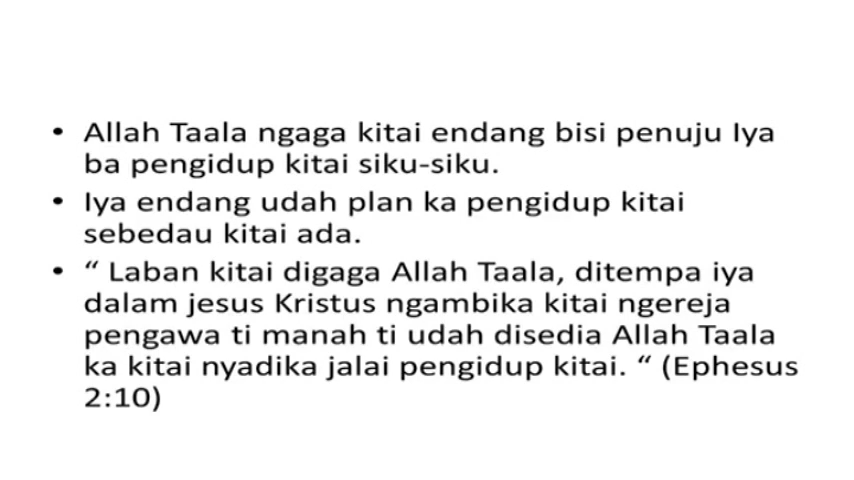 • Allah Taala ngaga kitai endang bisi penuju Iya
ba pengidup kitai siku-siku.
• Iya endang udah plan ka pengidup kitai
sebedau kitai ada.
• “ Laban kitai digaga Allah Taala, ditempa iya
dalam jesus Kristus ngambika kitai ngereja
pengawa ti manah ti udah disedia Allah Taala
ka kitai nyadika jalai pengidup kitai. “ (Ephesus
2:10)